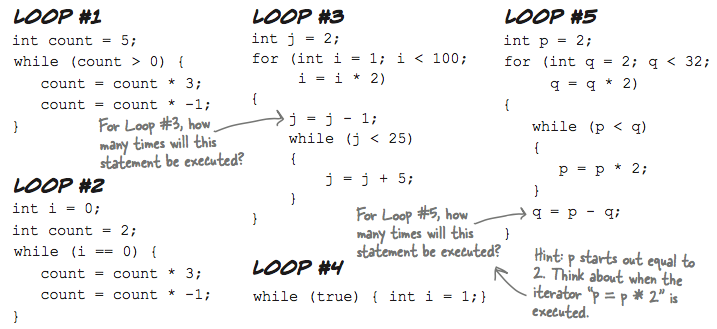 LOOP #1
int count = 5;
while (count > 0) {
count = count * 3;
count = count * -1;
}
For Loop #3, how
many times will this
statement be executed?
LOOP #2
int i = 0;
int count = 2;
while (i == 0) {
count = count * 3;
count = count * -1;
}
LOOP #3
int j = 2;
for (int i = 1; i < 100;
i = i * 2)
{
j = j - 1;
while (j < 25)
{
j = j + 5;
}
}
LOOP #4
while (true) { int i = 1;}
LOOP #5
int p = 2;
for (int q = 2; q < 32;
q = q * 2)
{
while (p < q)
{
p = p * 2;
}
q = p - q;
}
For Loop #5, how
many times will this
statement be executed?
Hint: p starts out equal to
2. Think about when the
iterator "p = p * 2" is
executed.